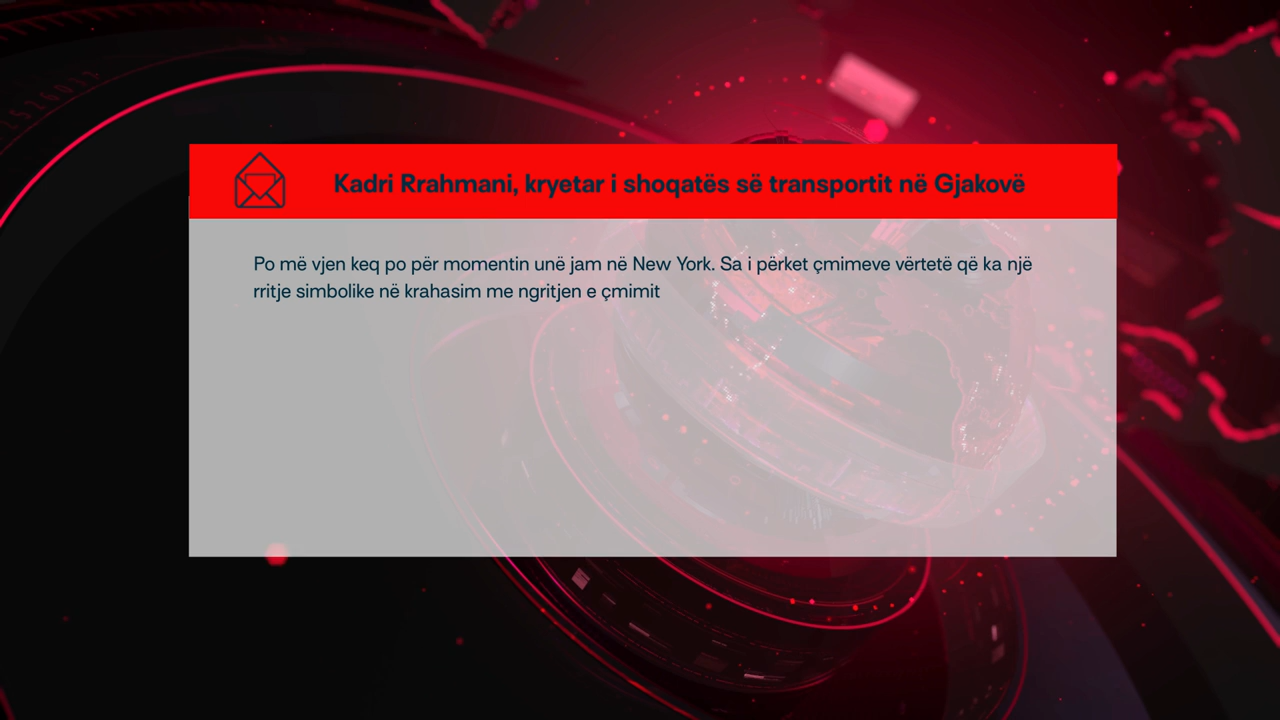 Kadri Rrahmani, kryetar i shoqatës së transportit në Gjakovë
Po më vjen keq po për momentin unë jam në New York. Sa i përket çmimeve vërtetë që ka një
rritje simbolike në krahasim me ngritjen e çmimit